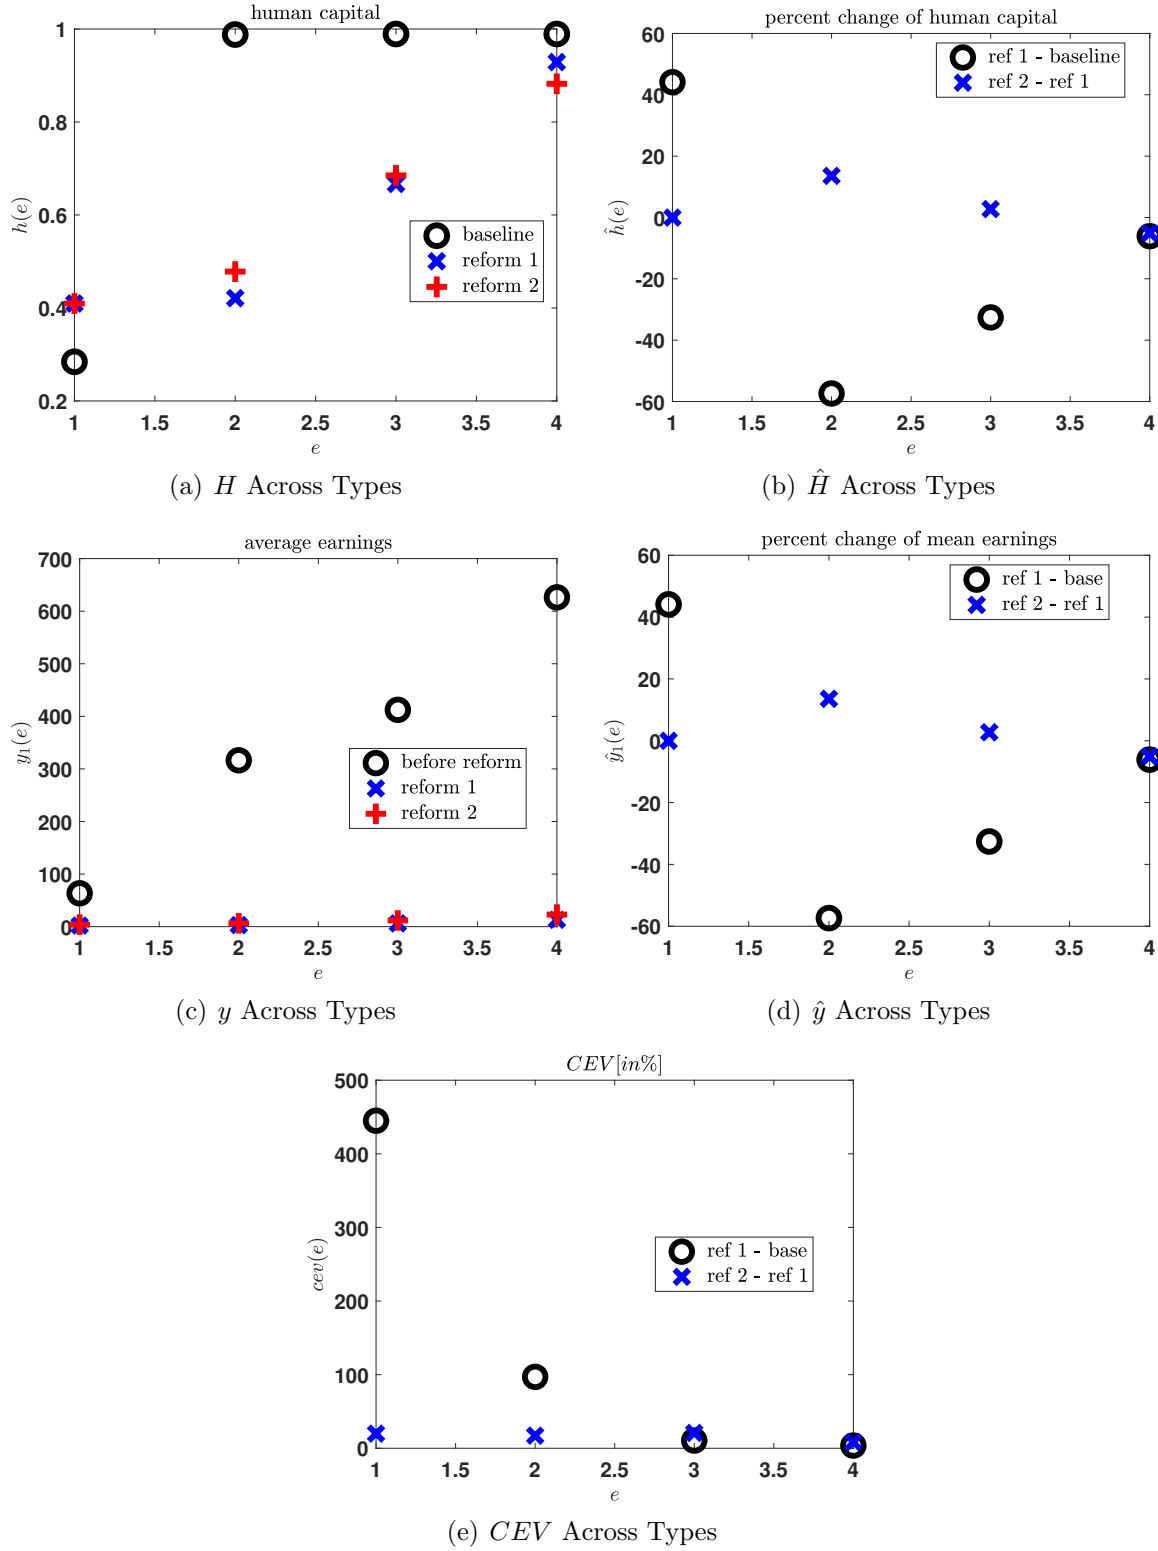 human capital
1
0.8
0.6
0.4
0.2
h(e)
baseline
reform 1
reform 2
1 1.5 2 2.5 3 3.5 4
e
(a) H Across Types
percent change of human capital
60
40
20
0
-20
-40
-60
ĥ(e)
ref 1 - baseline
ref 2 - ref 1
1 1.5 2 2.5 3 3.5 4
e
(b) Ĥ Across Types
average earnings
700
600
500
400
300
200
100
0
y₁(e)
before reform
reform 1
reform 2
1 1.5 2 2.5 3 3.5 4
e
(c) y Across Types
percent change of mean earnings
60
40
20
0
-20
-40
-60
ŷ₁(e)
ref 1 - base
ref 2 - ref 1
1 1.5 2 2.5 3 3.5 4
e
(d) ŷ Across Types
CEV[in%]
500
400
300
200
100
0
cev(e)
ref 1 - base
ref 2 - ref 1
1 1.5 2 2.5 3 3.5 4
e
(e) CEV Across Types